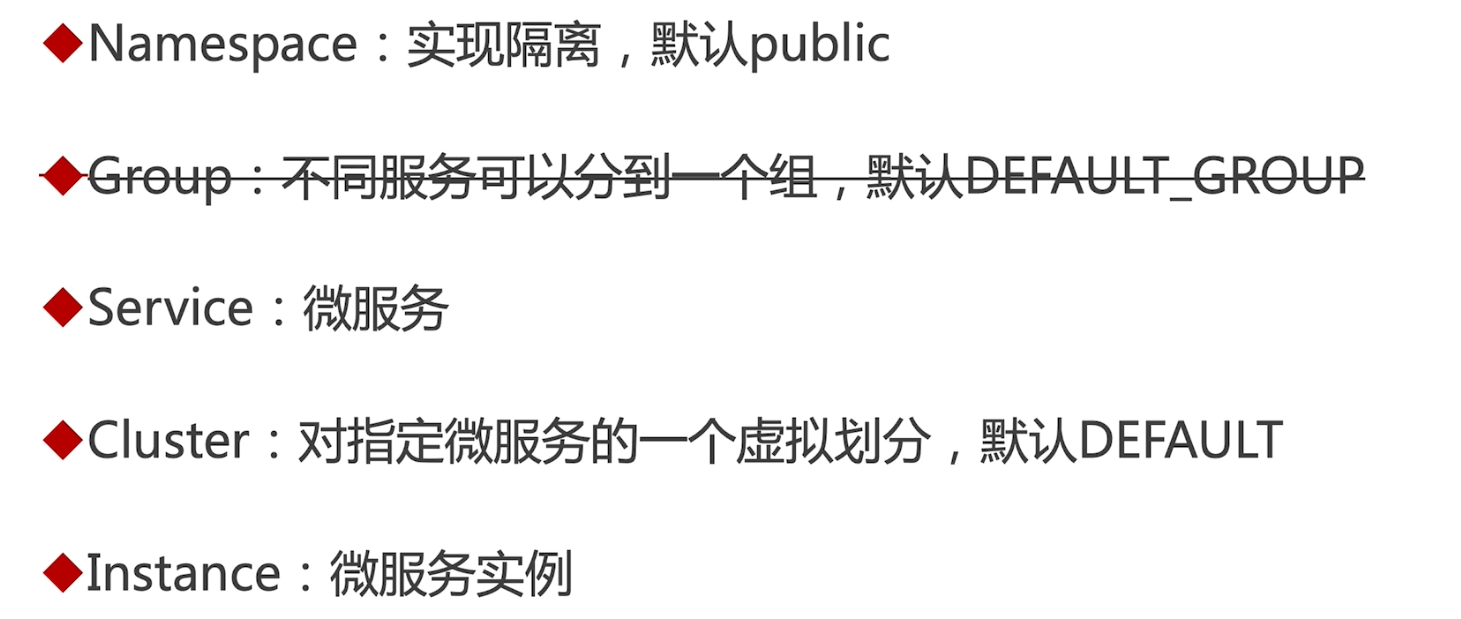 ◆Namespace：实现隔离，默认public
◆Group：不同服务可以分到一个组，默认DEFAULT_GROUP
◆Service：微服务
◆Cluster：对指定微服务的一个虚拟划分，默认DEFAULT
◆Instance：微服务实例